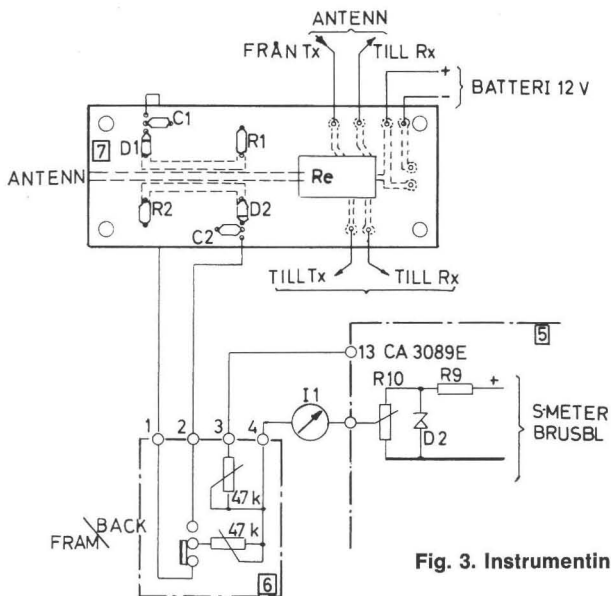 ANTENN
FRÅN Tx
TILL Rx
+
−
BATTERI 12 V
C1
7
D1
R1
ANTENN
Re
R2
D2
C2
TILL Tx
TILL Rx
5
13 CA 3089E
R10
R9
+
I1
D2
S-METER
BRUSBL
1 2 3 4
47 k
47 k
FRAM/BACK
6
Fig. 3. Instrumentin